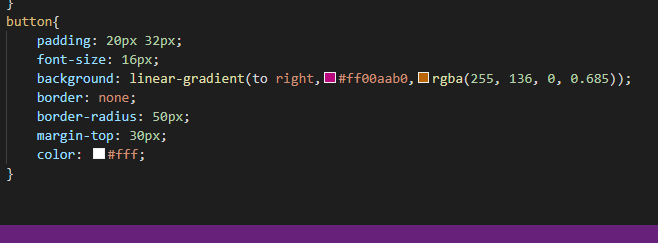 }
button{
padding: 20px 32px;
font-size: 16px;
background: linear-gradient(to right,#ff00aab0,rgba(255, 136, 0, 0.685));
border: none;
border-radius: 50px;
margin-top: 30px;
color: #fff;
}